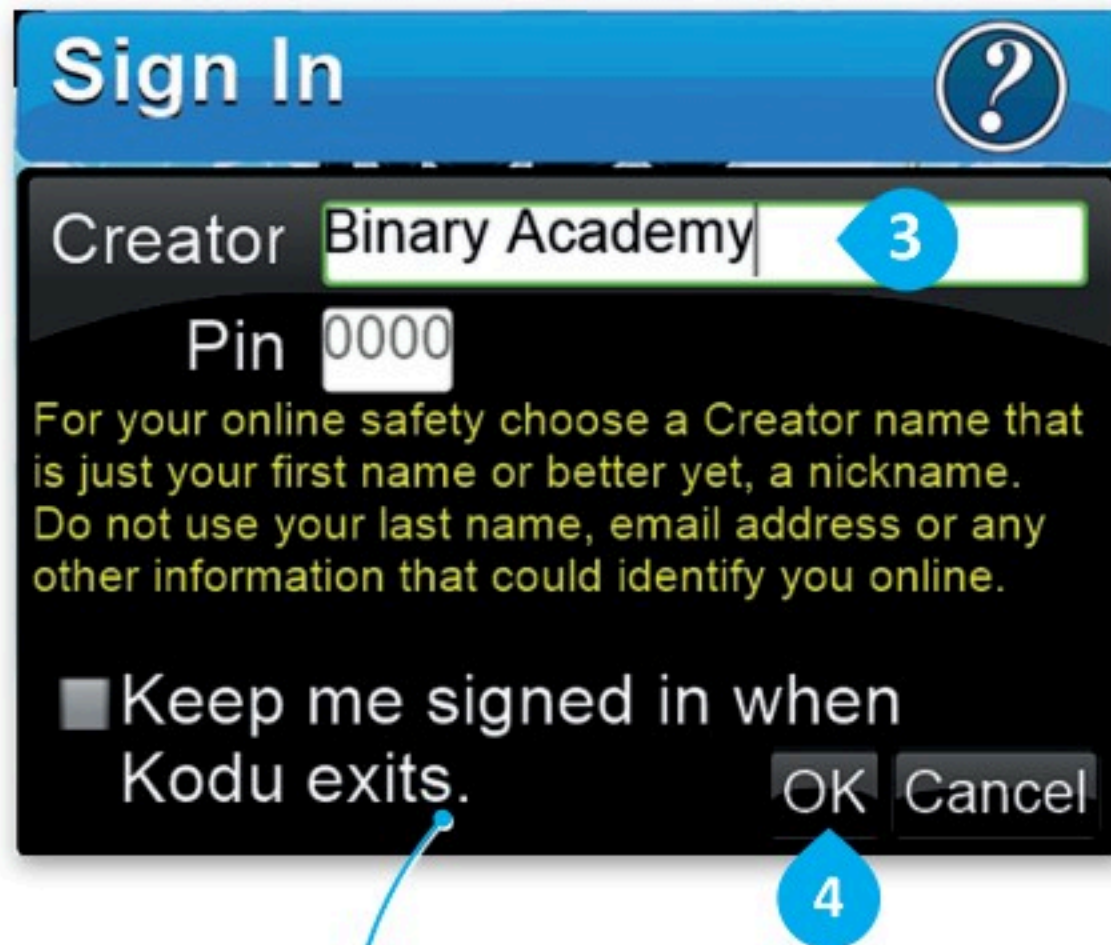 Sign In
?
Creator Binary Academy 3
Pin 0000
For your online safety choose a Creator name that
is just your first name or better yet, a nickname.
Do not use your last name, email address or any
other information that could identify you online.
Keep me signed in when
Kodu exits.
OK Cancel
4